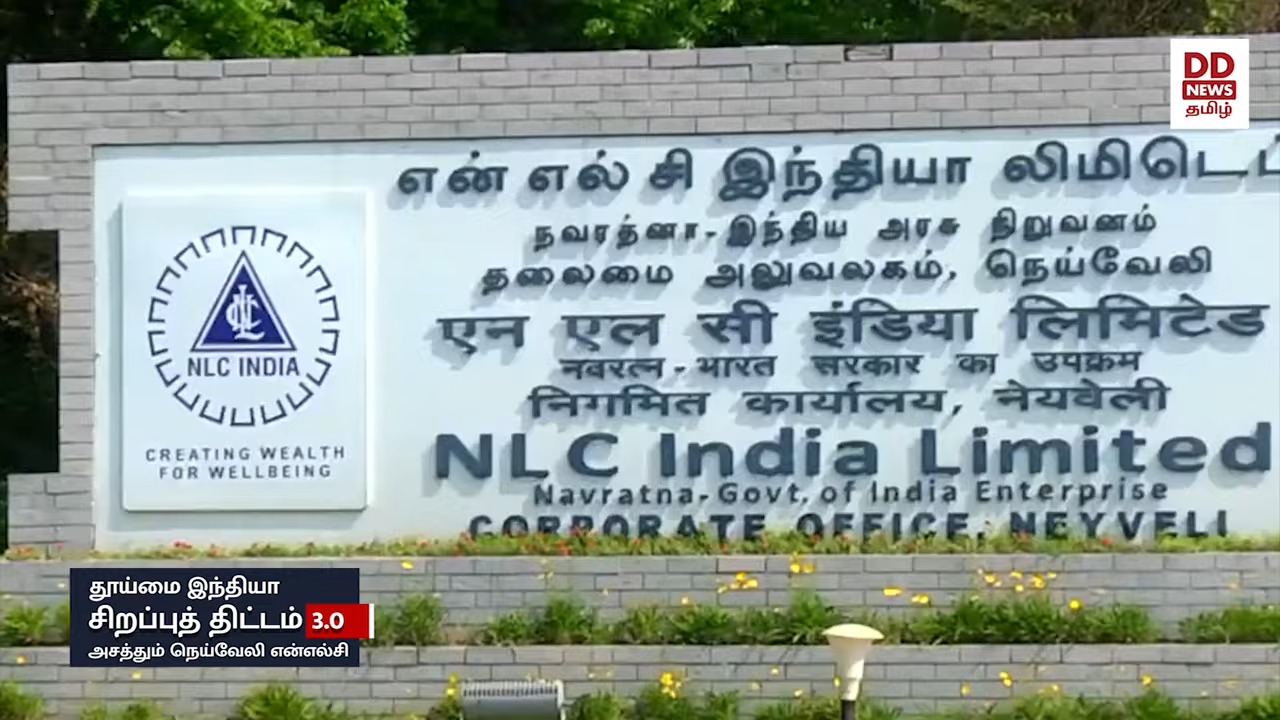 DD
NEWS
தமிழ்
என் எல் சி இந்தியா லிமிடெட்
நவரத்னா - இந்திய அரசு நிறுவனம்
தலைமை அலுவலகம், நெய்வேலி
एन एल सी इंडिया लिमिटेड
नवरत्न - भारत सरकार का उपक्रम
निगमित कार्यालय, नेयवेली
NLC India Limited
Navratna-Govt. of India Enterprise
CORPORATE OFFICE, NEYVELI
NLC
NLC INDIA
CREATING WEALTH
FOR WELLBEING
தூய்மை இந்தியா
சிறப்புத் திட்டம் 3.0
அசத்தும் நெய்வேலி என்எல்சி